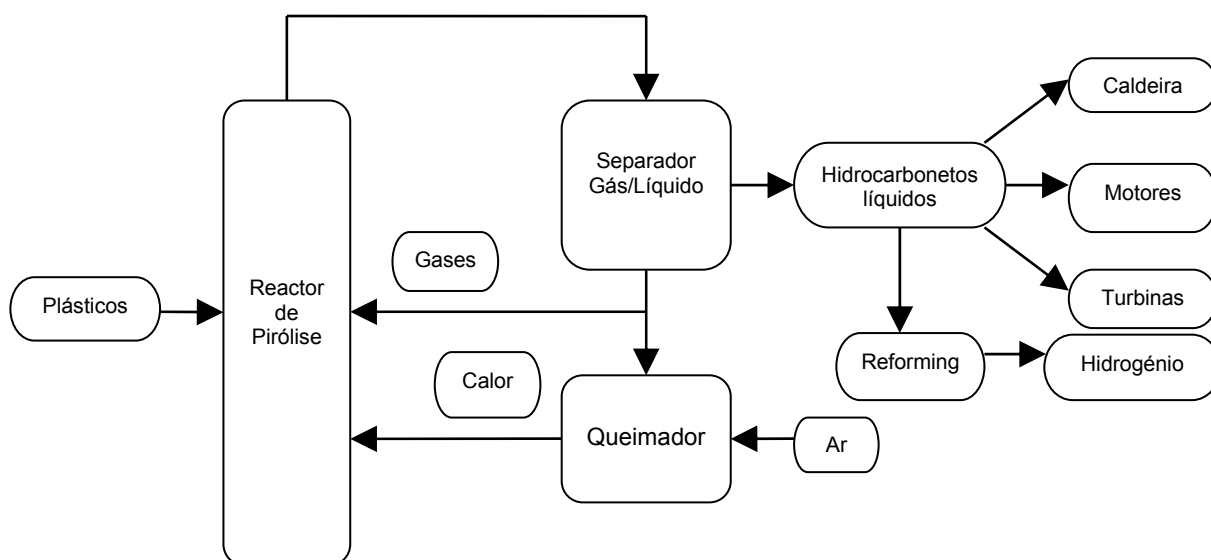 Caldeira
Separador
Gás/Líquido
Hidrocarbonetos
líquidos
Motores
Gases
Plásticos
Reactor
de
Pirólise
Turbinas
Calor
Reforming
Hidrogénio
Queimador
Ar